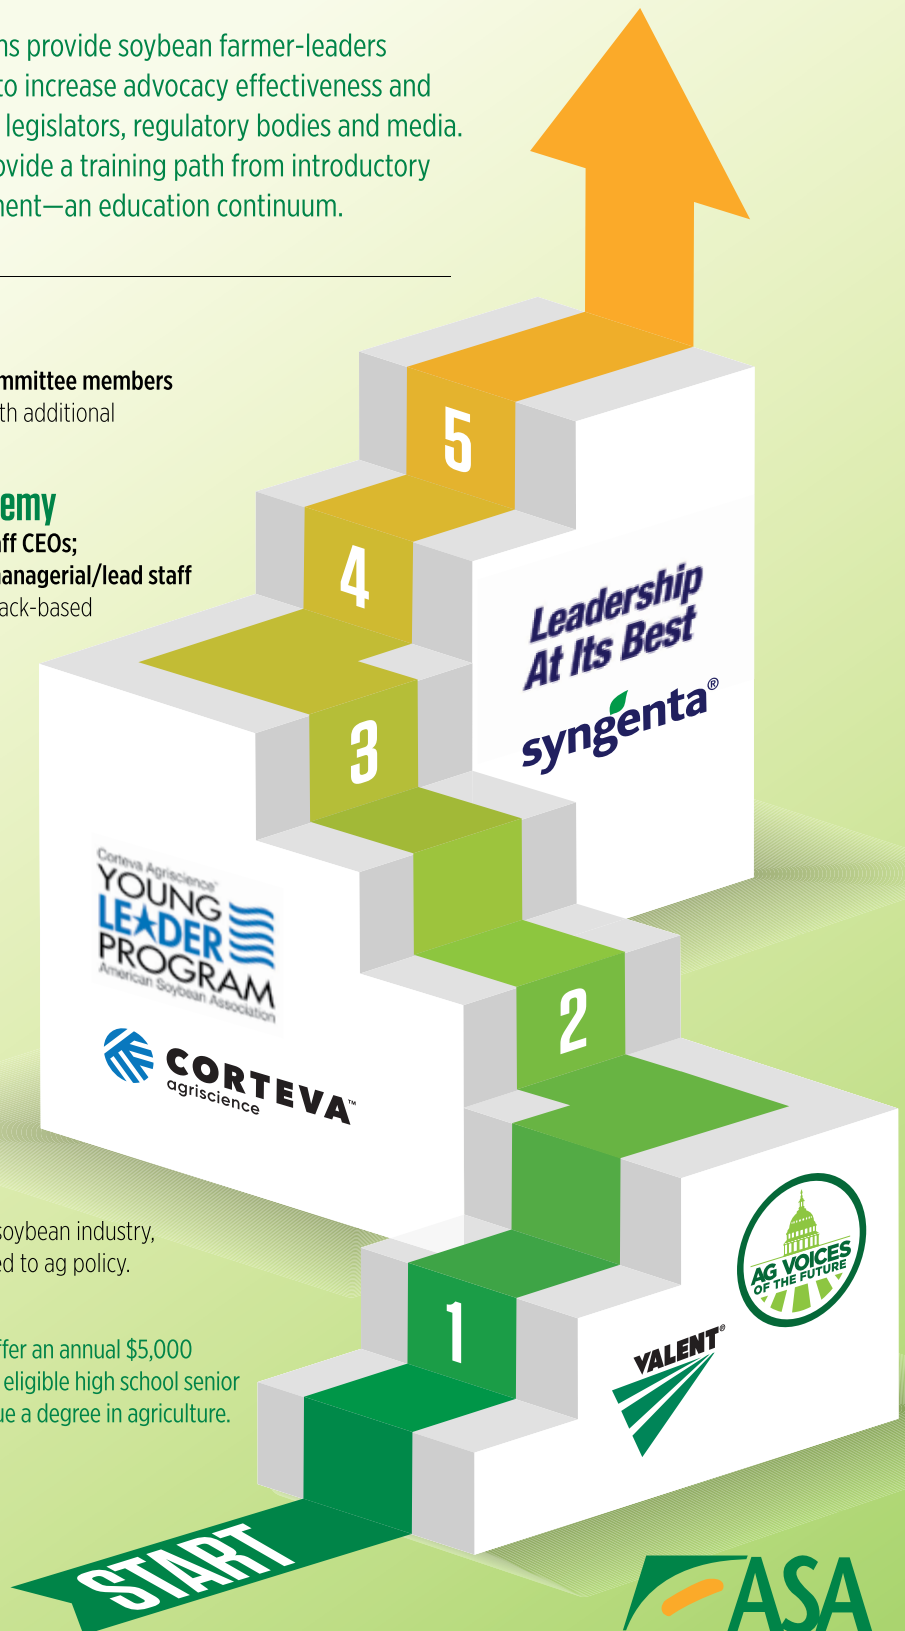 ns provide soybean farmer-leaders
to increase advocacy effectiveness and
legislators, regulatory bodies and media.
ovide a training path from introductory
nent—an education continuum.
mmittee members
th additional
emy
aff CEOs;
managerial/lead staff
ack-based
5
4
3
2
1
Leadership
At Its Best
syngenta®
Corteva Agriscience™
YOUNG
LEADER
PROGRAM
American Soybean Association
CORTEVA™
agriscience
soybean industry,
ed to ag policy.
ffer an annual $5,000
eligible high school senior
ue a degree in agriculture.
AG VOICES
OF THE FUTURE
VALENT®
START
ASA